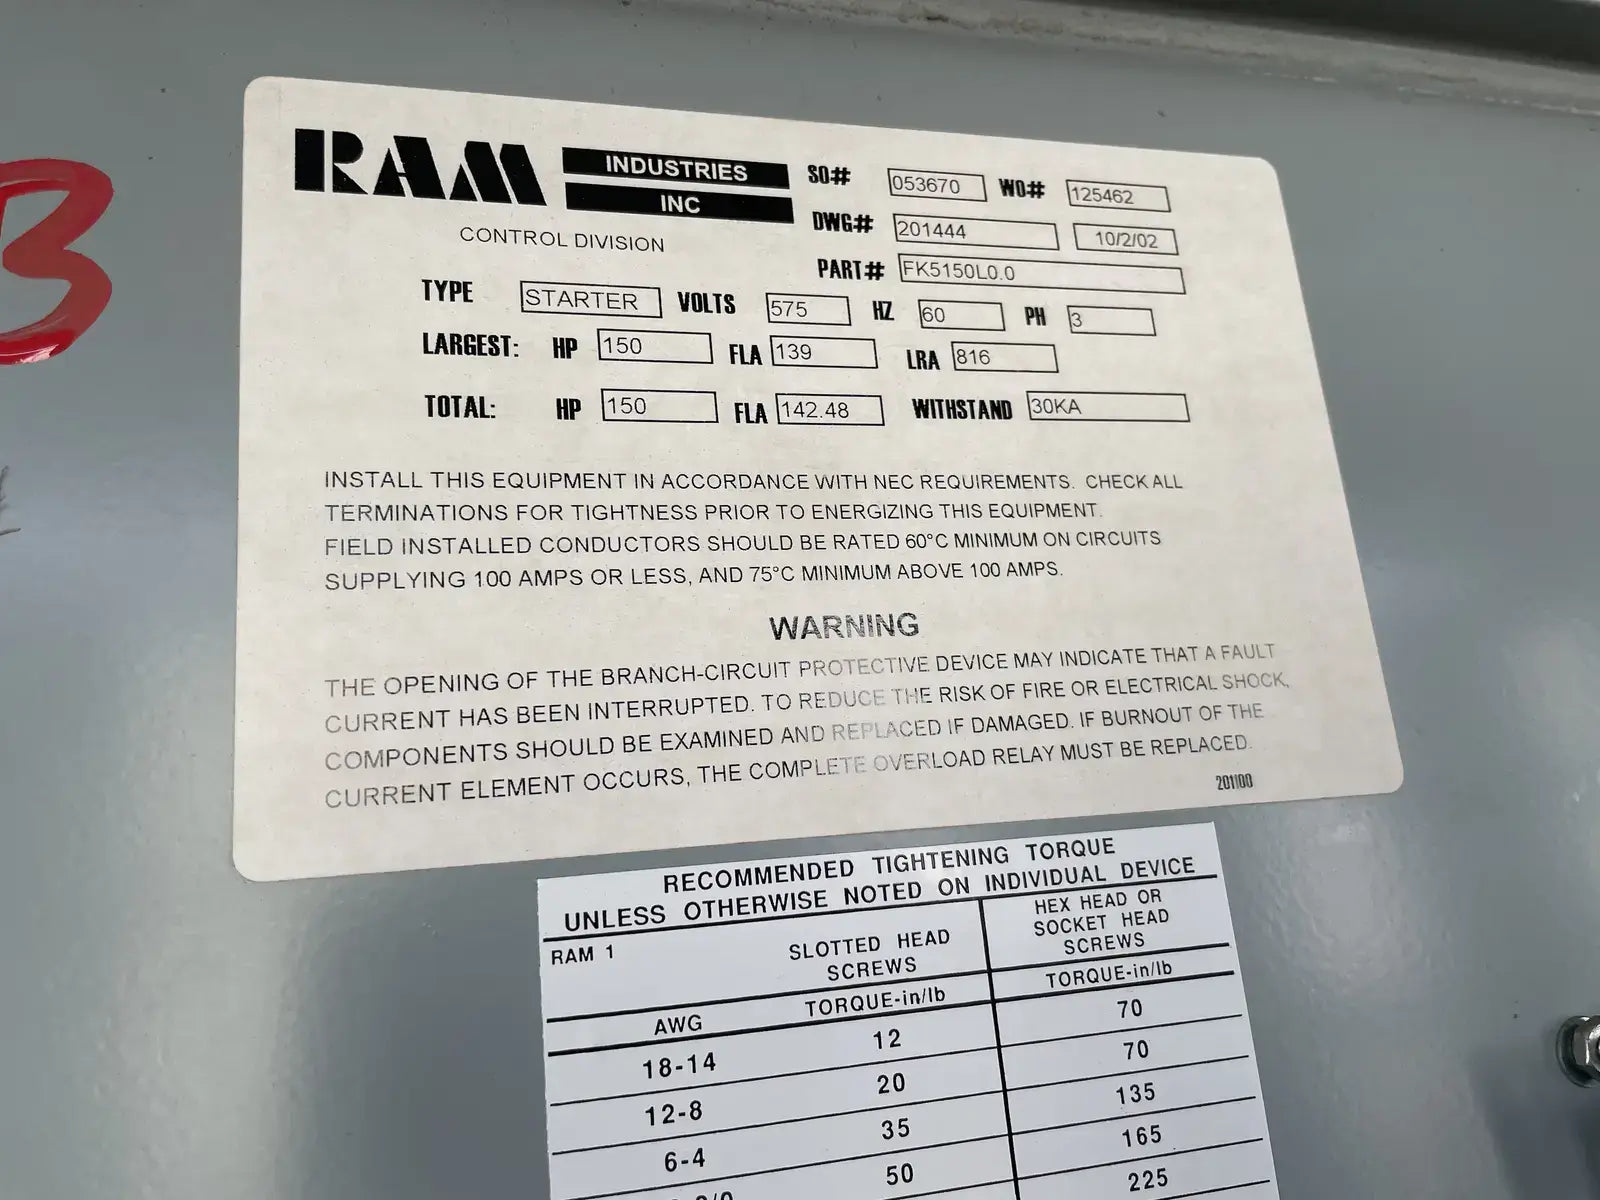 B
RAM INDUSTRIES INC
CONTROL DIVISION
SO# 053670 WO# 125462
DWG# 201444 10/2/02
PART# FK5150L0.0
TYPE STARTER VOLTS 575 HZ 60 PH 3
LARGEST: HP 150 FLA 139 LRA 816
TOTAL: HP 150 FLA 142.48 WITHSTAND 30KA
INSTALL THIS EQUIPMENT IN ACCORDANCE WITH NEC REQUIREMENTS. CHECK ALL
TERMINATIONS FOR TIGHTNESS PRIOR TO ENERGIZING THIS EQUIPMENT.
FIELD INSTALLED CONDUCTORS SHOULD BE RATED 60°C MINIMUM ON CIRCUITS
SUPPLYING 100 AMPS OR LESS, AND 75°C MINIMUM ABOVE 100 AMPS.
WARNING
THE OPENING OF THE BRANCH-CIRCUIT PROTECTIVE DEVICE MAY INDICATE THAT A FAULT
CURRENT HAS BEEN INTERRUPTED. TO REDUCE THE RISK OF FIRE OR ELECTRICAL SHOCK,
COMPONENTS SHOULD BE EXAMINED AND REPLACED IF DAMAGED. IF BURNOUT OF THE
CURRENT ELEMENT OCCURS, THE COMPLETE OVERLOAD RELAY MUST BE REPLACED.
RECOMMENDED TIGHTENING TORQUE
UNLESS OTHERWISE NOTED ON INDIVIDUAL DEVICE
RAM 1
SLOTTED HEAD
SCREWS
HEX HEAD OR
SOCKET HEAD
SCREWS
AWG TORQUE-in/lb TORQUE-in/lb
18-14 12 70
12-8 20 70
6-4 35 135
50 165
225